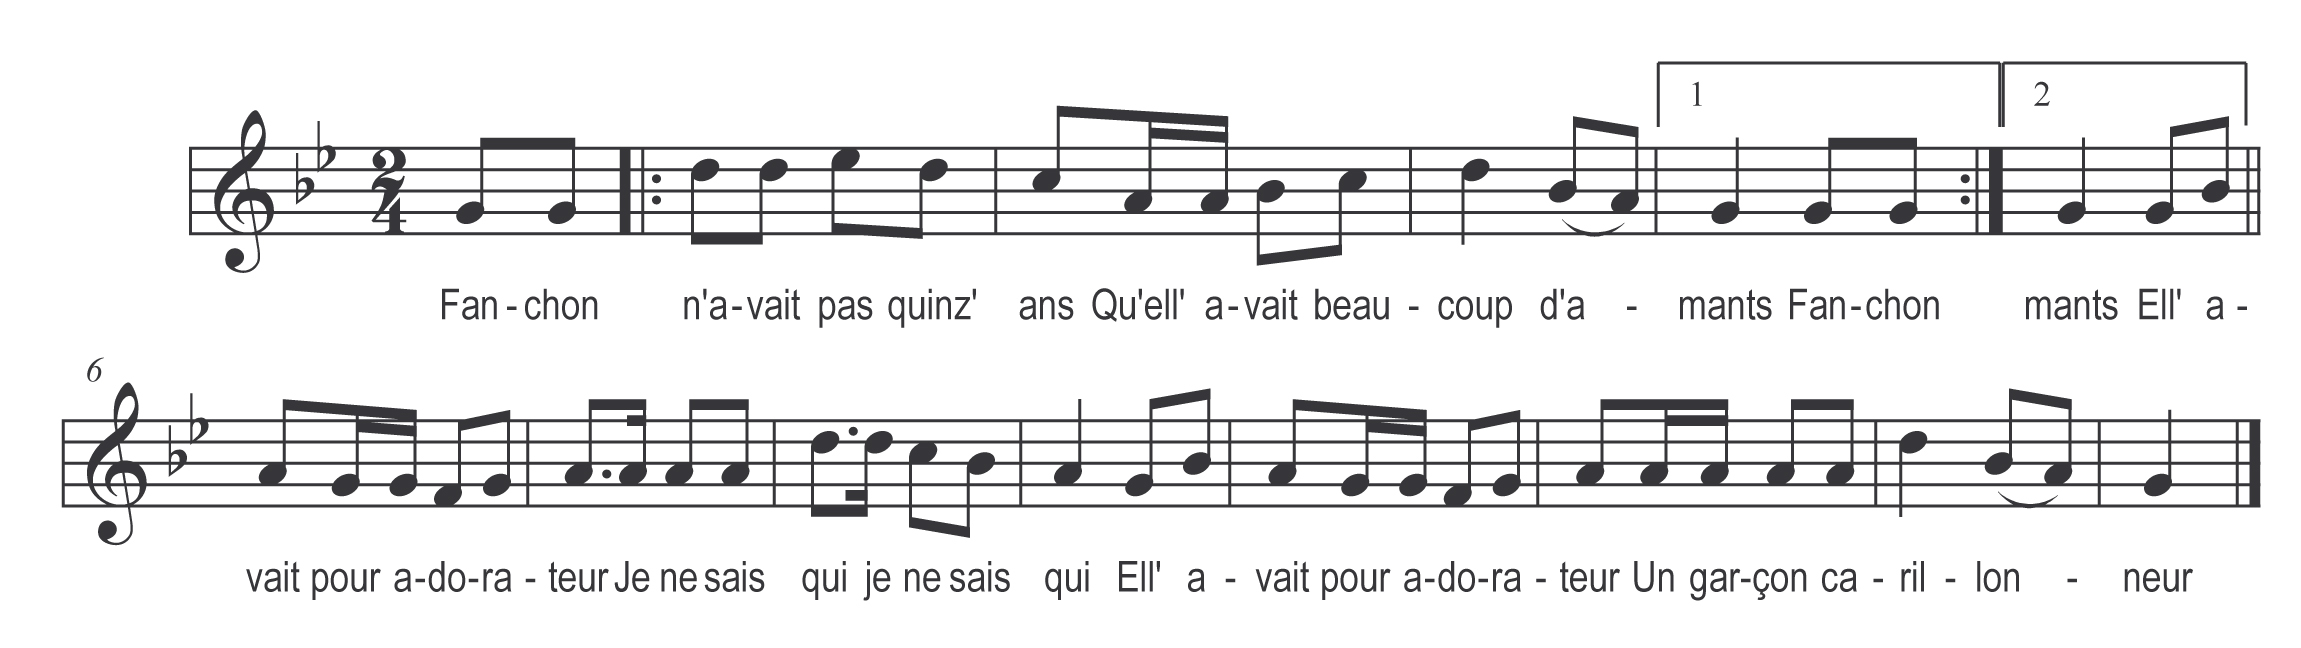 1 2
2
4
Fan - chon n'a - vait pas quinz' ans Qu'ell' a - vait beau - coup d'a - mants Fan - chon mants Ell' a -
6
vait pour a - do - ra - teur Je ne sais qui je ne sais qui Ell' a - vait pour a - do - ra - teur Un gar - çon ca - ril - lon - neur